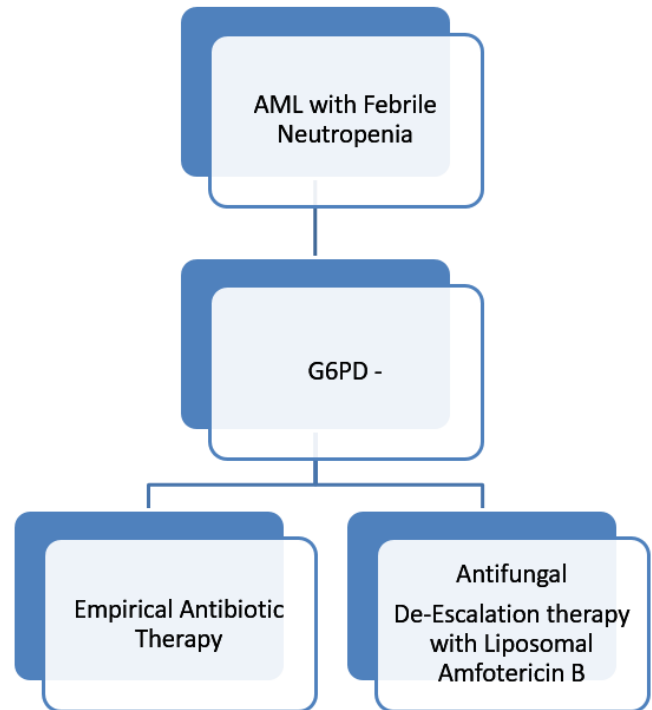 AML with Febrile
Neutropenia
G6PD -
Empirical Antibiotic
Therapy
Antifungal
De-Escalation therapy
with Liposomal
Amfotericin B